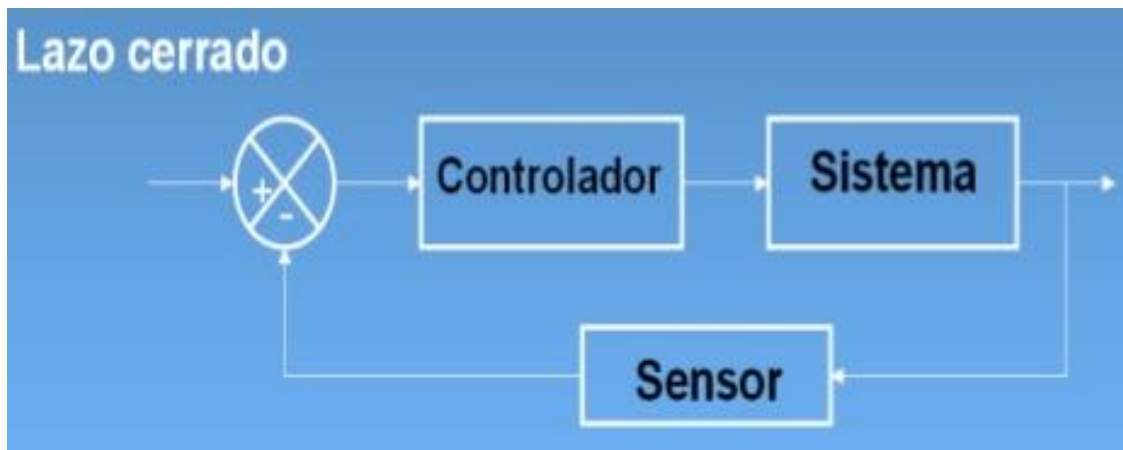 Lazo cerrado
Controlador
Sistema
+
-
Sensor